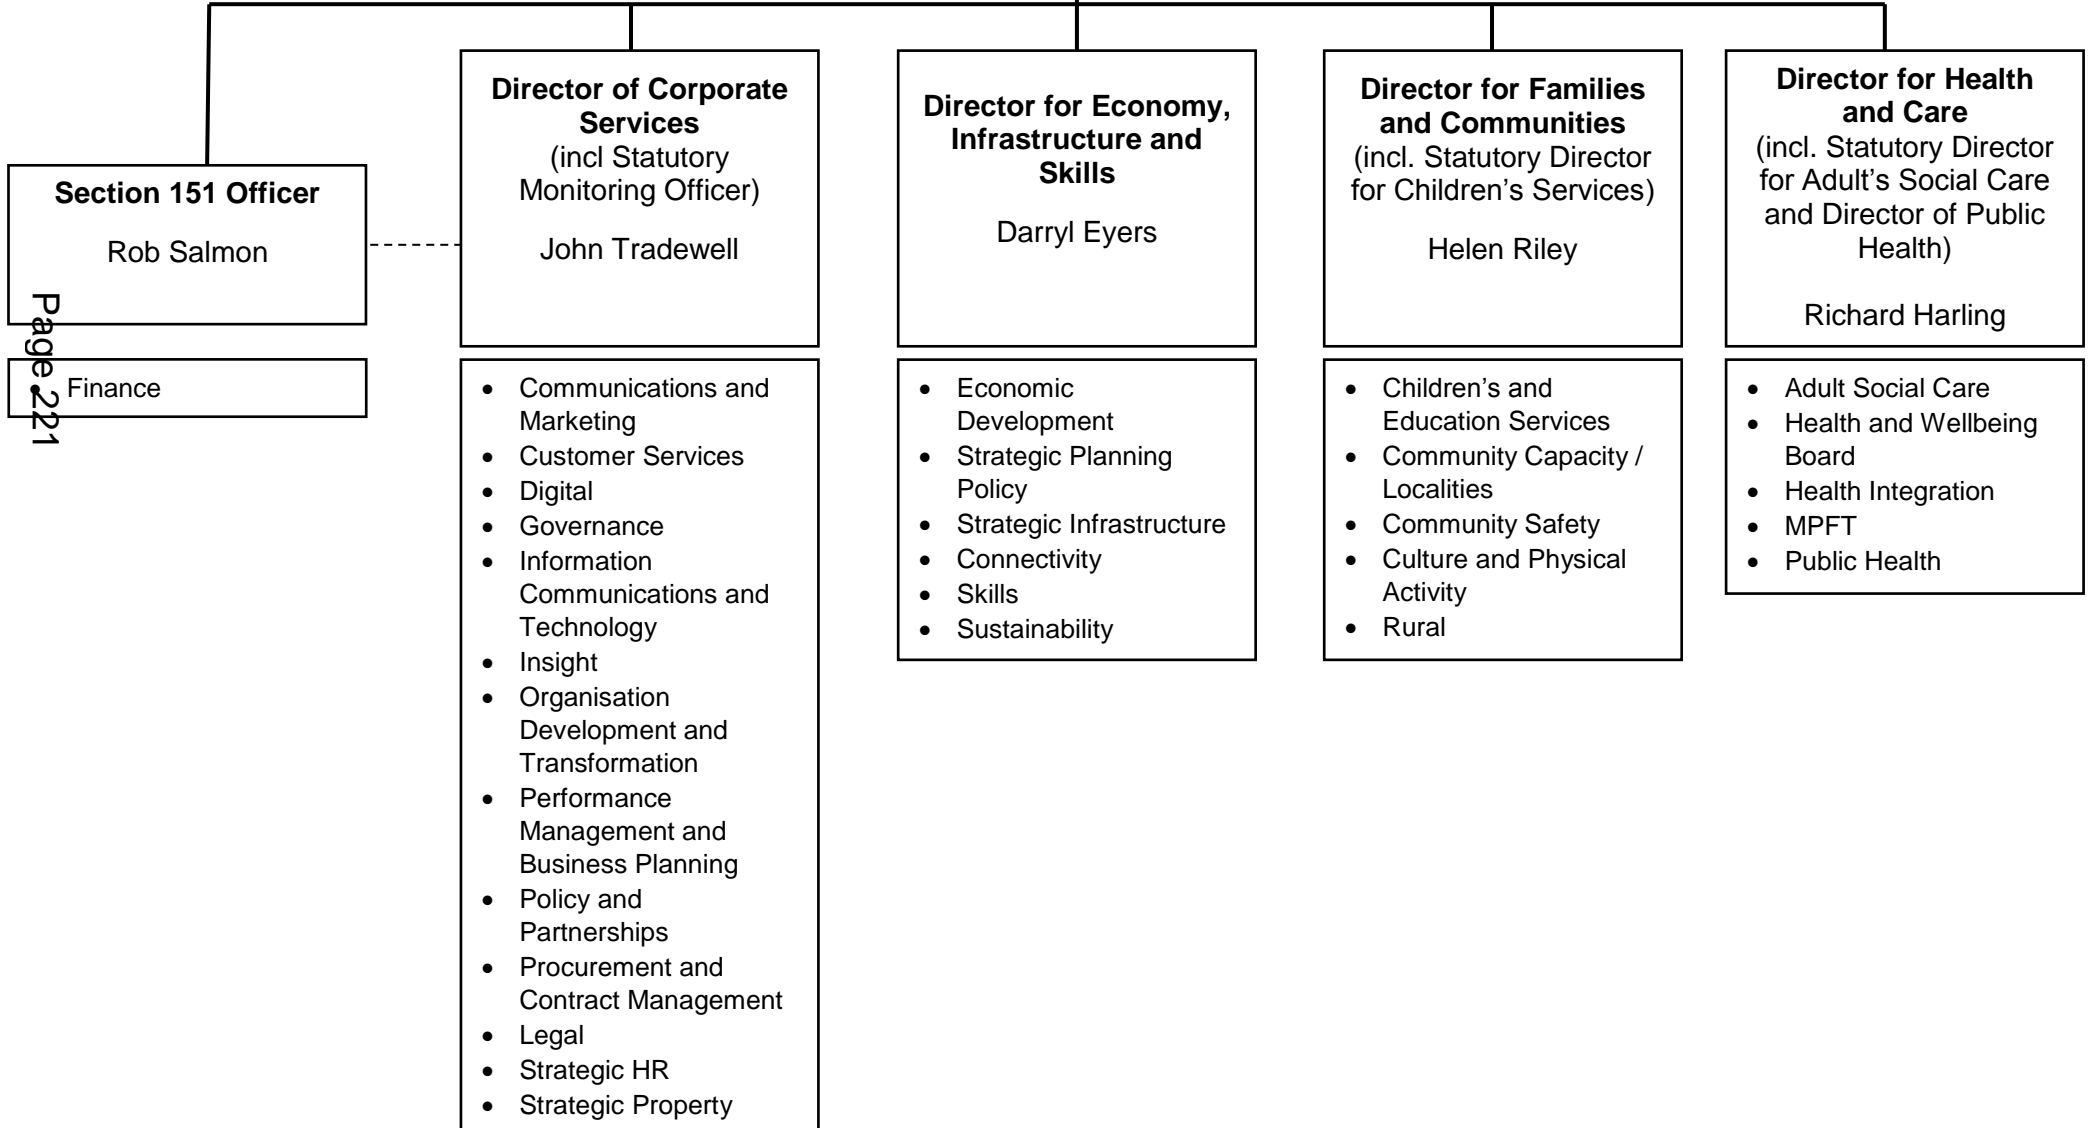 Section 151 Officer
Rob Salmon
Finance
Director of Corporate
Services
(incl Statutory
Monitoring Officer)
John Tradewell
• Communications and
Marketing
• Customer Services
• Digital
• Governance
• Information
Communications and
Technology
• Insight
• Organisation
Development and
Transformation
• Performance
Management and
Business Planning
• Policy and
Partnerships
• Procurement and
Contract Management
• Legal
• Strategic HR
• Strategic Property
Director for Economy,
Infrastructure and
Skills
Darryl Eyers
• Economic
Development
• Strategic Planning
Policy
• Strategic Infrastructure
• Connectivity
• Skills
• Sustainability
Director for Families
and Communities
(incl. Statutory Director
for Children’s Services)
Helen Riley
• Children’s and
Education Services
• Community Capacity /
Localities
• Community Safety
• Culture and Physical
Activity
• Rural
Director for Health
and Care
(incl. Statutory Director
for Adult’s Social Care
and Director of Public
Health)
Richard Harling
• Adult Social Care
• Health and Wellbeing
Board
• Health Integration
• MPFT
• Public Health
Page 221